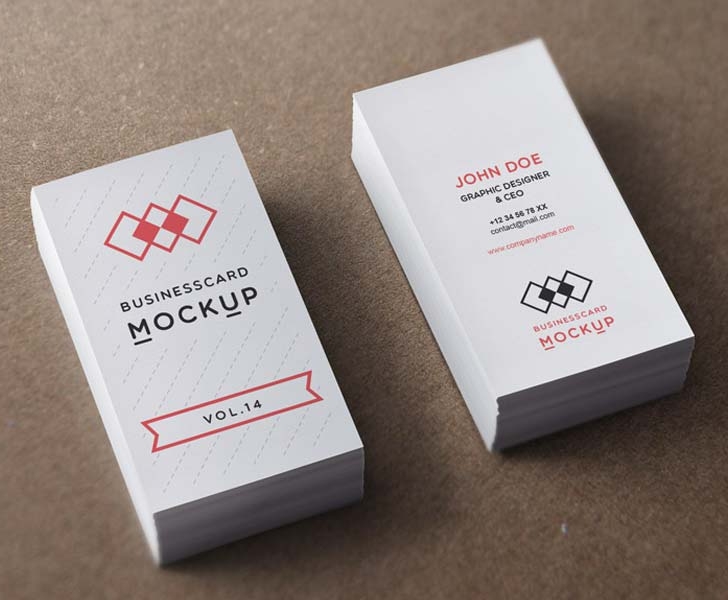 BUSINESSCARD
MOCKUP
VOL.14
JOHN DOE
GRAPHIC DESIGNER
& CEO
+12 34 56 78 XX
contact@mail.com
www.companyname.com
BUSINESSCARD
MOCKUP